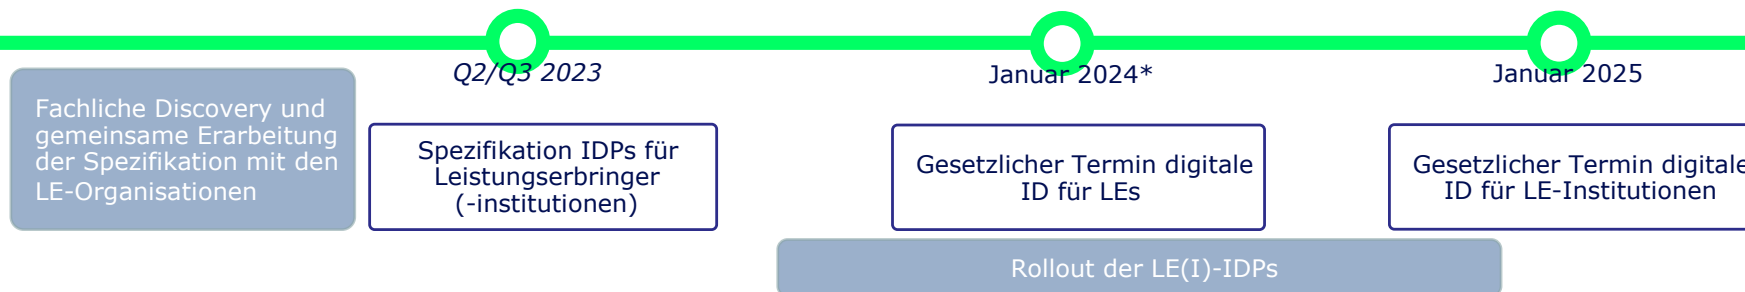 Q2/Q3 2023
Januar 2024*
Januar 2025
Fachliche Discovery und
gemeinsame Erarbeitung
der Spezifikation mit den
LE-Organisationen
Spezifikation IDPs für
Leistungserbringer
(-institutionen)
Gesetzlicher Termin digitale
ID für LEs
Gesetzlicher Termin digitale
ID für LE-Institutionen
Rollout der LE(I)-IDPs